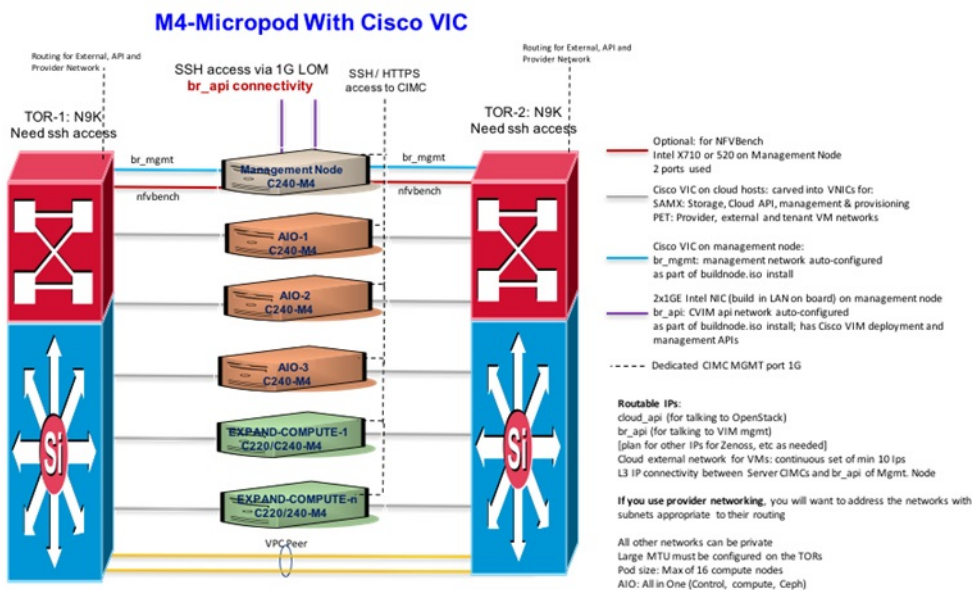 M4-Micropod With Cisco VIC
Routing for External, API and
Provider Network
SSH access via 1G LOM
br_api connectivity
SSH / HTTPS
access to CIMC
Routing for External, API and
Provider Network
TOR-1: N9K
Need ssh access
TOR-2: N9K
Need ssh access
br_mgmt
nfvbench
Management Node
C240-M4
br_mgmt
nfvbench
AIO-1
C240-M4
AIO-2
C240-M4
AIO-3
C240-M4
EXPAND-COMPUTE-1
C220/C240-M4
EXPAND-COMPUTE-n
C220/240-M4
VPC Peer
Si
Si
Optional: for NFVBench
Intel X710 or 520 on Management Node
2 ports used
Cisco VIC on cloud hosts: carved into VNICs for:
SAMX: Storage, Cloud API, management & provisioning
PET: Provider, external and tenant VM networks
Cisco VIC on management node:
br_mgmt: management network auto-configured
as part of buildnode.iso install
2x1GE Intel NIC (build in LAN on board) on management node
br_api: CVIM api network auto-configured
as part of buildnode.iso install; has Cisco VIM deployment and
management APIs
Dedicated CIMC MGMT port 1G
Routable IPs:
cloud_api (for talking to OpenStack)
br_api (for talking to VIM mgmt)
[plan for other IPs for Zenoss, etc as needed]
Cloud external network for VMs: continuous set of min 10 Ips
L3 IP connectivity between Server CIMCs and br_api of Mgmt. Node
If you use provider networking, you will want to address the networks with
subnets appropriate to their routing
All other networks can be private
Large MTU must be configured on the TORs
Pod size: Max of 16 compute nodes
AIO: All in One (Control, compute, Ceph)